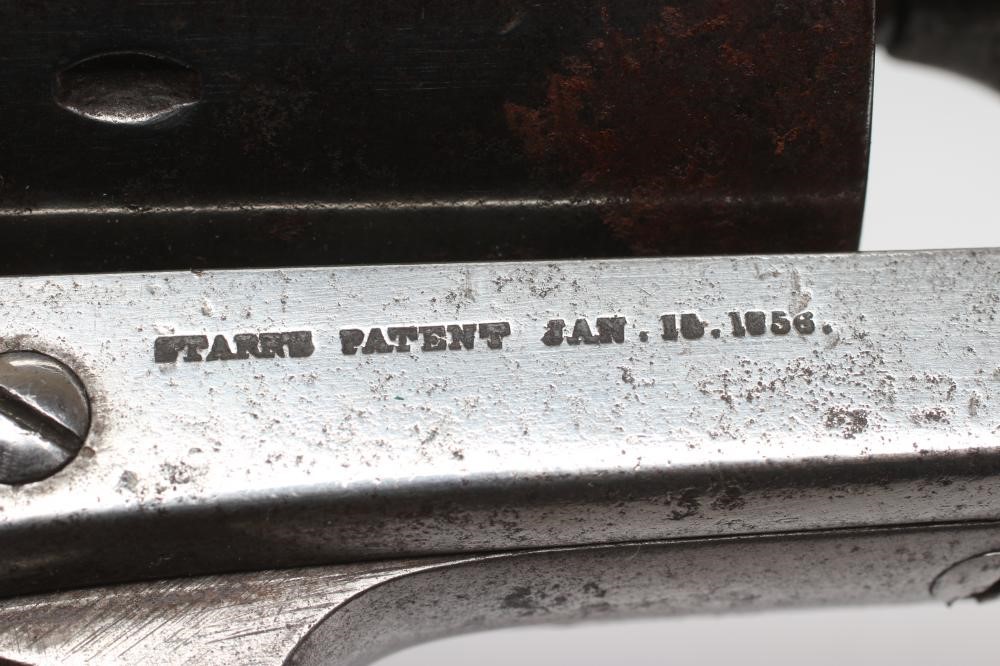 STARR'S PATENT JAN. 15. 1856.